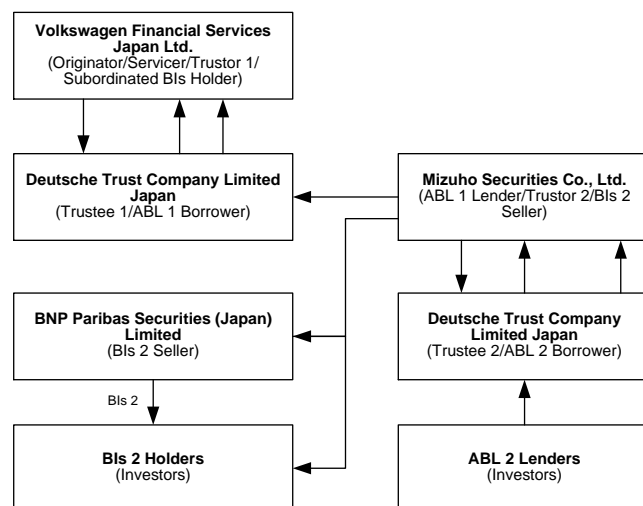 Volkswagen Financial Services
Japan Ltd.
(Originator/Servicer/Trustor 1/
Subordinated BIs Holder)
Deutsche Trust Company Limited
Japan
(Trustee 1/ABL 1 Borrower)
Mizuho Securities Co., Ltd.
(ABL 1 Lender/Trustor 2/BIs 2
Seller)
BNP Paribas Securities (Japan)
Limited
(BIs 2 Seller)
Deutsche Trust Company
Limited Japan
(Trustee 2/ABL 2 Borrower)
BIs 2
BIs 2 Holders
(Investors)
ABL 2 Lenders
(Investors)